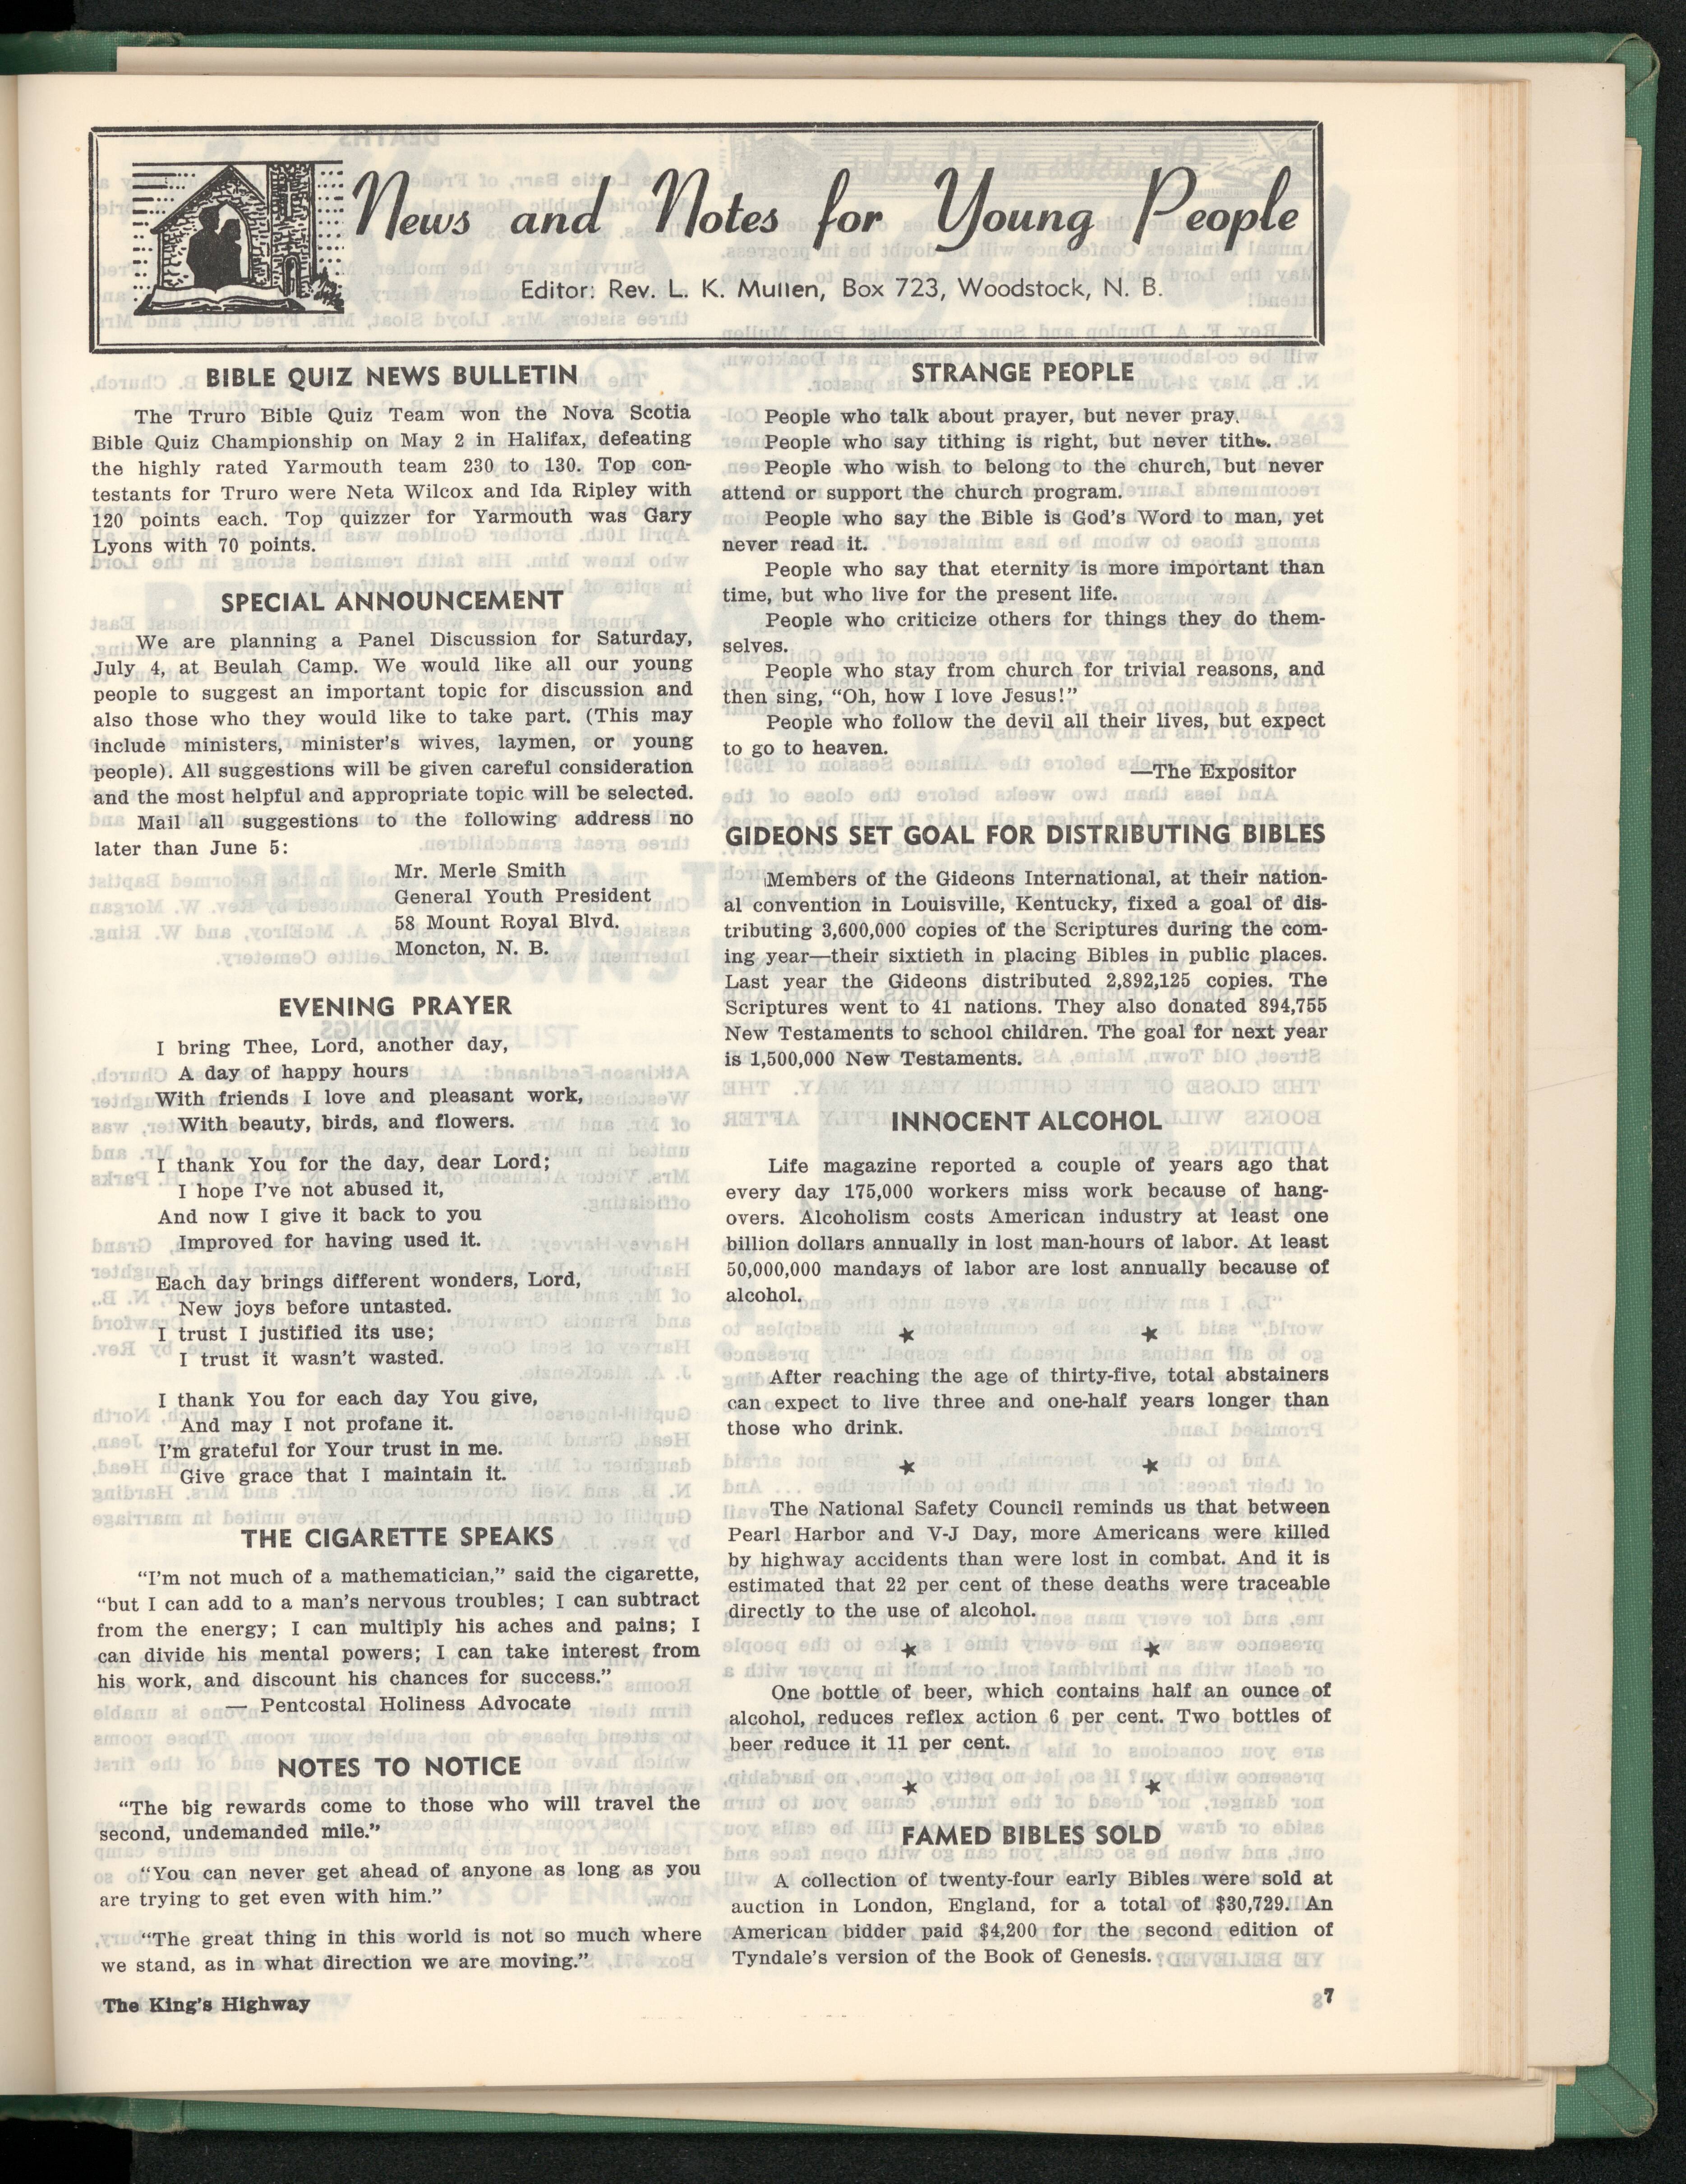 News and Notes for Young People
Editor: Rev. L. K. Mullen, Box 723, Woodstock, N. B.
BIBLE QUIZ NEWS BULLETIN
The Truro Bible Quiz Team won the Nova Scotia
Bible Quiz Championship on May 2 in Halifax, defeating
the highly rated Yarmouth team 230 to 130. Top con-
testants for Truro were Neta Wilcox and Ida Ripley with
120 points each. Top quizzer for Yarmouth was Gary
Lyons with 70 points.
SPECIAL ANNOUNCEMENT
We are planning a Panel Discussion for Saturday,
July 4, at Beulah Camp. We would like all our young
people to suggest an important topic for discussion and
also those who they would like to take part. (This may
include ministers, minister's wives, laymen, or young
people). All suggestions will be given careful consideration
and the most helpful and appropriate topic will be selected.
Mail all suggestions to the following address no
later than June 5:
Mr. Merle Smith
General Youth President
58 Mount Royal Blvd.
Moncton, N. B.
EVENING PRAYER
I bring Thee, Lord, another day,
A day of happy hours
With friends I love and pleasant work,
With beauty, birds, and flowers.
I thank You for the day, dear Lord;
I hope I've not abused it,
And now I give it back to you
Improved for having used it.
Each day brings different wonders, Lord,
New joys before untasted.
I trust I justified its use;
I trust it wasn't wasted.
I thank You for each day You give,
And may I not profane it.
I'm grateful for Your trust in me.
Give grace that I maintain it.
THE CIGARETTE SPEAKS
"I'm not much of a mathematician," said the cigarette,
"but I can add to a man's nervous troubles; I can subtract
from the energy; I can multiply his aches and pains; I
can divide his mental powers; I can take interest from
his work, and discount his chances for success."
— Pentcostal Holiness Advocate
NOTES TO NOTICE
"The big rewards come to those who will travel the
second, undemanded mile."
"You can never get ahead of anyone as long as you
are trying to get even with him."
"The great thing in this world is not so much where
we stand, as in what direction we are moving."
STRANGE PEOPLE
People who talk about prayer, but never pray.
People who say tithing is right, but never tithe.
People who wish to belong to the church, but never
attend or support the church program.
People who say the Bible is God's Word to man, yet
never read it.
People who say that eternity is more important than
time, but who live for the present life.
People who criticize others for things they do them-
selves.
People who stay from church for trivial reasons, and
then sing, "Oh, how I love Jesus!"
People who follow the devil all their lives, but expect
to go to heaven.
—The Expositor
GIDEONS SET GOAL FOR DISTRIBUTING BIBLES
Members of the Gideons International, at their nation-
al convention in Louisville, Kentucky, fixed a goal of dis-
tributing 3,600,000 copies of the Scriptures during the com-
ing year—their sixtieth in placing Bibles in public places.
Last year the Gideons distributed 2,892,125 copies. The
Scriptures went to 41 nations. They also donated 894,755
New Testaments to school children. The goal for next year
is 1,500,000 New Testaments.
INNOCENT ALCOHOL
Life magazine reported a couple of years ago that
every day 175,000 workers miss work because of hang-
overs. Alcoholism costs American industry at least one
billion dollars annually in lost man-hours of labor. At least
50,000,000 mandays of labor are lost annually because of
alcohol.
★ ★
After reaching the age of thirty-five, total abstainers
can expect to live three and one-half years longer than
those who drink.
★ ★
The National Safety Council reminds us that between
Pearl Harbor and V-J Day, more Americans were killed
by highway accidents than were lost in combat. And it is
estimated that 22 per cent of these deaths were traceable
directly to the use of alcohol.
★ ★
One bottle of beer, which contains half an ounce of
alcohol, reduces reflex action 6 per cent. Two bottles of
beer reduce it 11 per cent.
★ ★
FAMED BIBLES SOLD
A collection of twenty-four early Bibles were sold at
auction in London, England, for a total of $30,729. An
American bidder paid $4,200 for the second edition of
Tyndale's version of the Book of Genesis.
The King's Highway
7